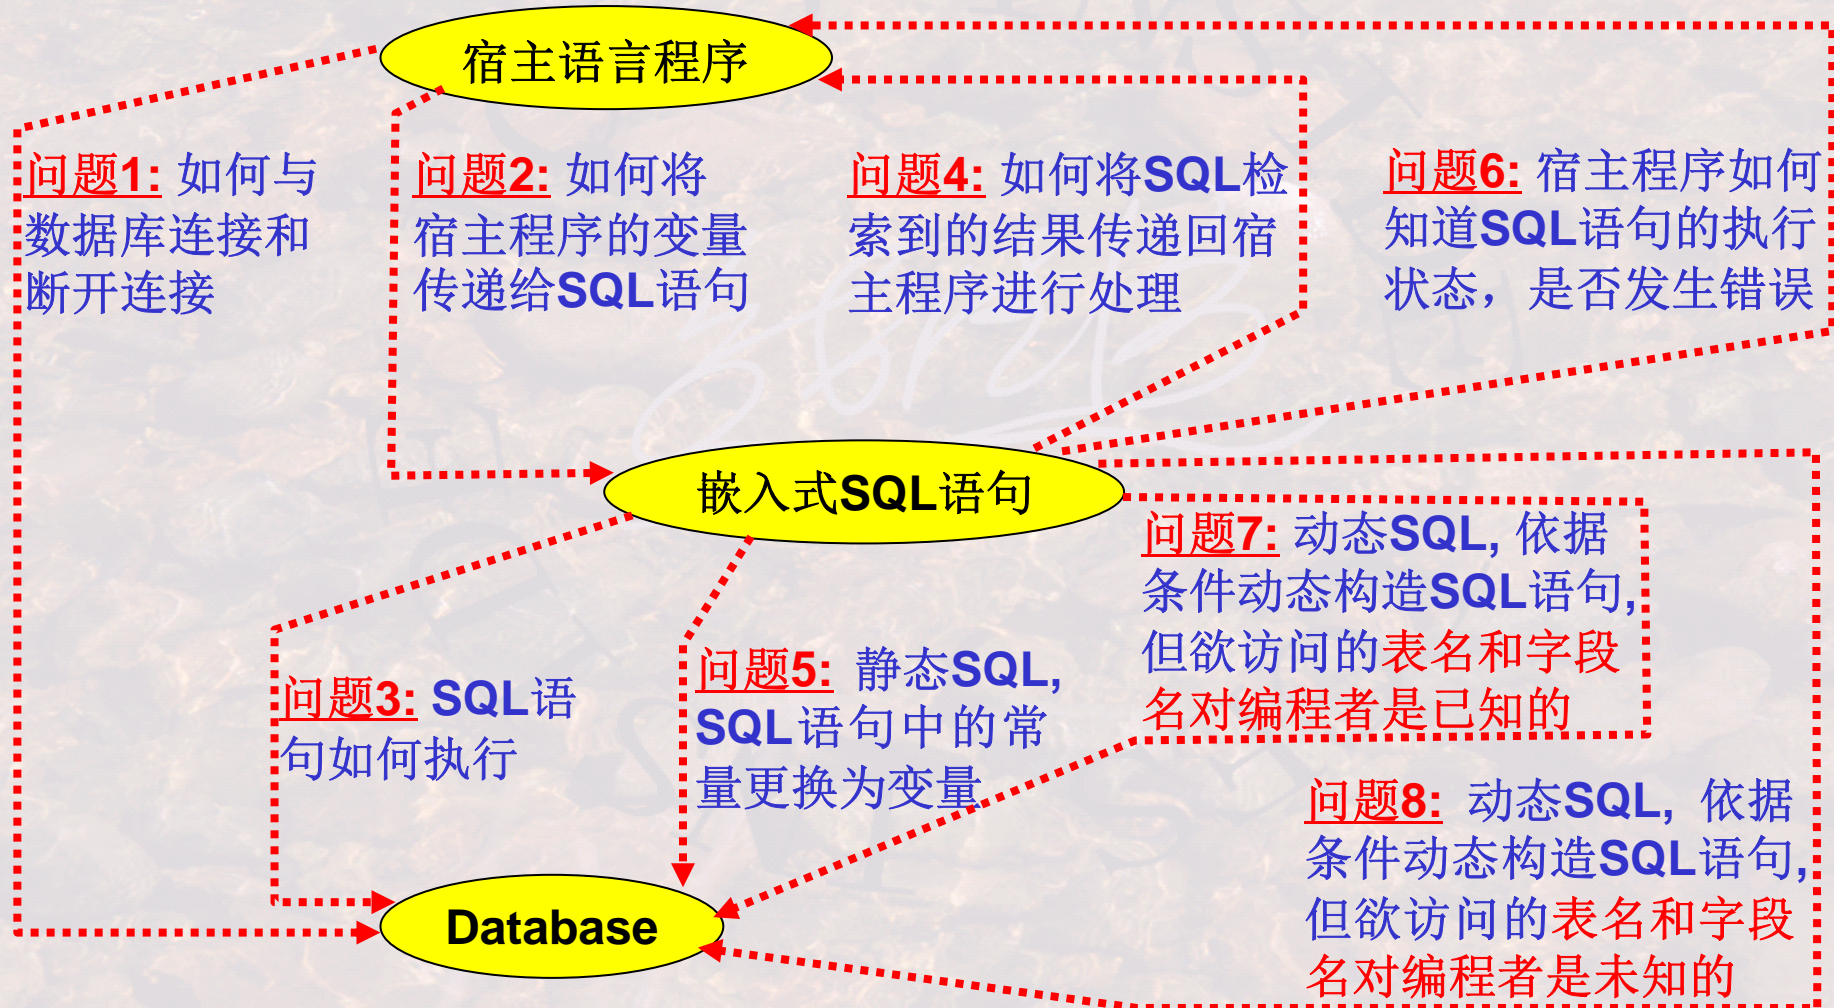 宿主语言程序
问题1: 如何与
数据库连接和
断开连接
问题2: 如何将
宿主程序的变量
传递给SQL语句
问题4: 如何将SQL检
索到的结果传递回宿
主程序进行处理
问题6: 宿主程序如何
知道SQL语句的执行
状态，是否发生错误
嵌入式SQL语句
问题3: SQL语
句如何执行
问题5: 静态SQL,
SQL语句中的常
量更换为变量
问题7: 动态SQL, 依据
条件动态构造SQL语句,
但欲访问的表名和字段
名对编程者是已知的
问题8: 动态SQL, 依据
条件动态构造SQL语句,
但欲访问的表名和字段
名对编程者是未知的
Database